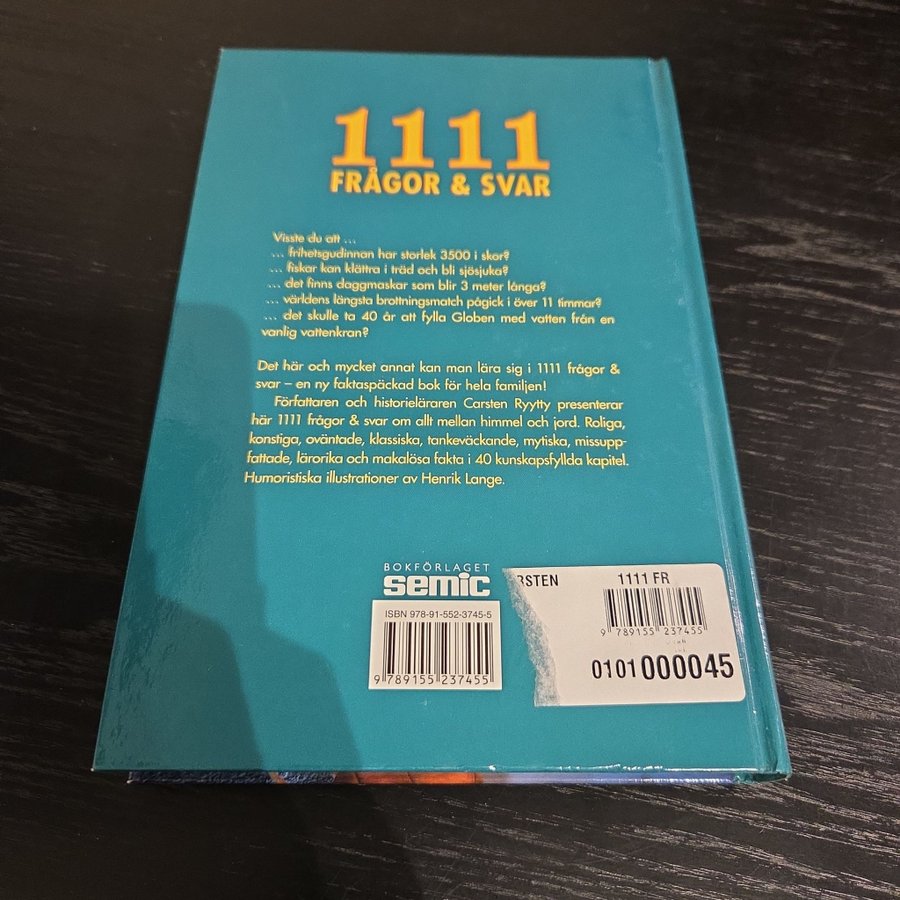 1111
FRÅGOR & SVAR
Visste du att ...
... frihetsgudinnan har storlek 3500 i skor?
... fiskar kan klättra i träd och bli sjösjuka?
... det finns daggmaskar som blir 3 meter långa?
... världens längsta brottningsmatch pågick i över 11 timmar?
... det skulle ta 40 år att fylla Globen med vatten från en
vanlig vattenkran?
Det här och mycket annat kan man lära sig i 1111 frågor &
svar – en ny faktaspäckad bok för hela familjen!
Författaren och historieläraren Carsten Ryytty presenterar
här 1111 frågor & svar om allt mellan himmel och jord. Roliga,
konstiga, oväntade, klassiska, tankeväckande, mytiska, missupp-
fattade, lärorika och makalösa fakta i 40 kunskapsfyllda kapitel.
Humoristiska illustrationer av Henrik Lange.
BOKFÖRLAGET
semic
ISBN 978-91-552-3745-5
9 789155 237455
RSTEN 1111 FR
9 789155 237455
0101 000045